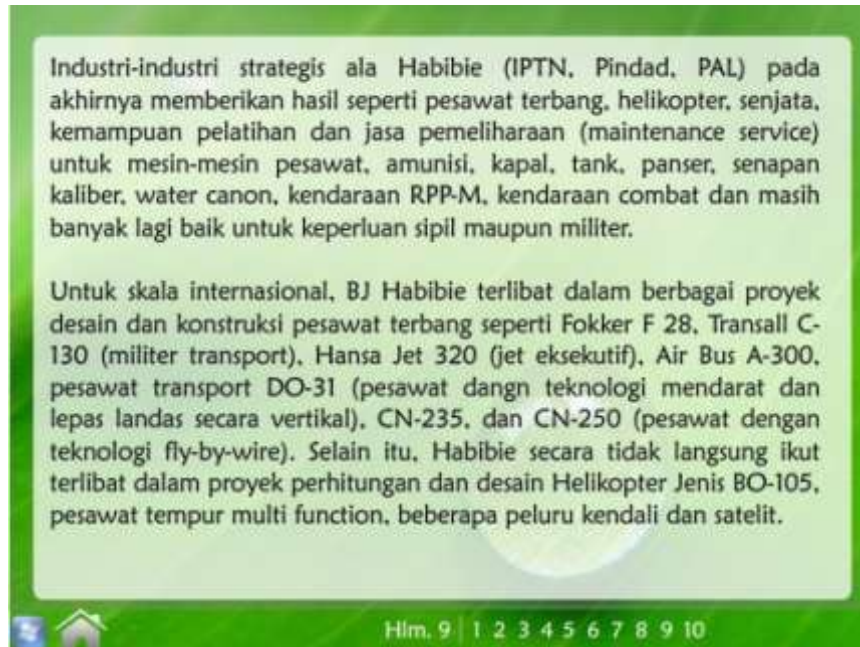 Industri-industri strategis ala Habibie (IPTN, Pindad, PAL) pada
akhirnya memberikan hasil seperti pesawat terbang, helikopter, senjata,
kemampuan pelatihan dan jasa pemeliharaan (maintenance service)
untuk mesin-mesin pesawat, amunisi, kapal, tank, panser, senapan
kaliber, water canon, kendaraan RPP-M, kendaraan combat dan masih
banyak lagi baik untuk keperluan sipil maupun militer.
Untuk skala internasional, BJ Habibie terlibat dalam berbagai proyek
desain dan konstruksi pesawat terbang seperti Fokker F 28, Transall C-
130 (militer transport), Hansa Jet 320 (jet eksekutif), Air Bus A-300,
pesawat transport DO-31 (pesawat dangn teknologi mendarat dan
lepas landas secara vertikal), CN-235, dan CN-250 (pesawat dengan
teknologi fly-by-wire). Selain itu, Habibie secara tidak langsung ikut
terlibat dalam proyek perhitungan dan desain Helikopter Jenis BO-105,
pesawat tempur multi function, beberapa peluru kendali dan satelit.
Hlm. 9 | 1 2 3 4 5 6 7 8 9 10